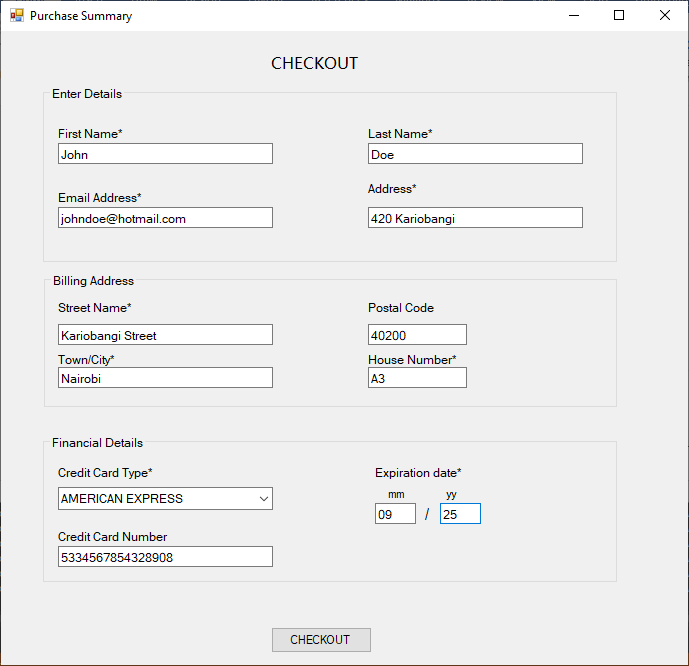 Purchase Summary
CHECKOUT
Enter Details
First Name* Last Name*
John Doe
Email Address* Address*
johndoe@hotmail.com 420 Kariobangi
Billing Address
Street Name* Postal Code
Kariobangi Street 40200
Town/City* House Number*
Nairobi A3
Financial Details
Credit Card Type* Expiration date*
mm yy
AMERICAN EXPRESS 09 / 25
Credit Card Number
5334567854328908
CHECKOUT